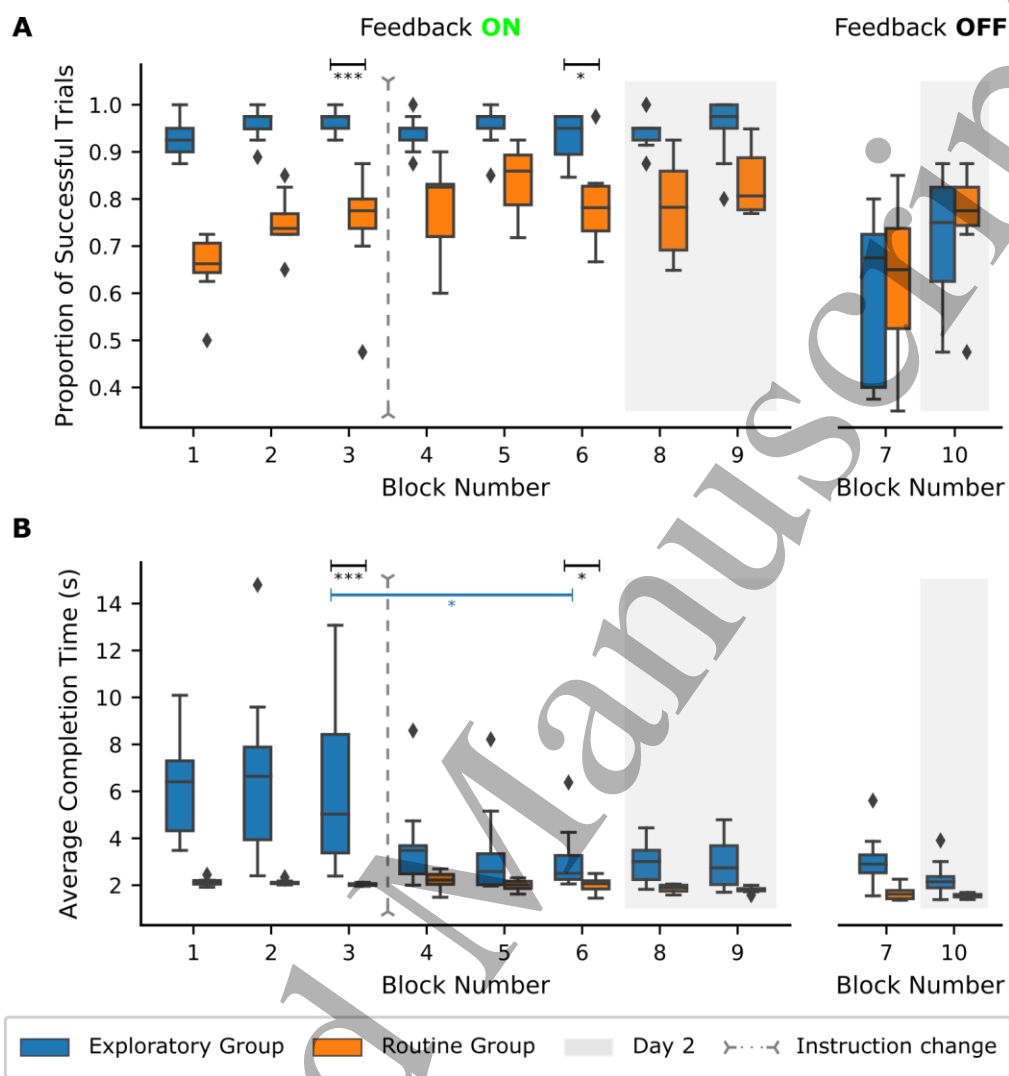 A
Feedback ON
Feedback OFF
Proportion of Successful Trials
1.0
0.9
0.8
0.7
0.6
0.5
0.4
***
*
1 2 3 4 5 6 8 9
Block Number
7 10
Block Number
B
Average Completion Time (s)
14
12
10
8
6
4
2
***
*
*
1 2 3 4 5 6 8 9
Block Number
7 10
Block Number
Exploratory Group Routine Group Day 2 Instruction change
d Manuscrip